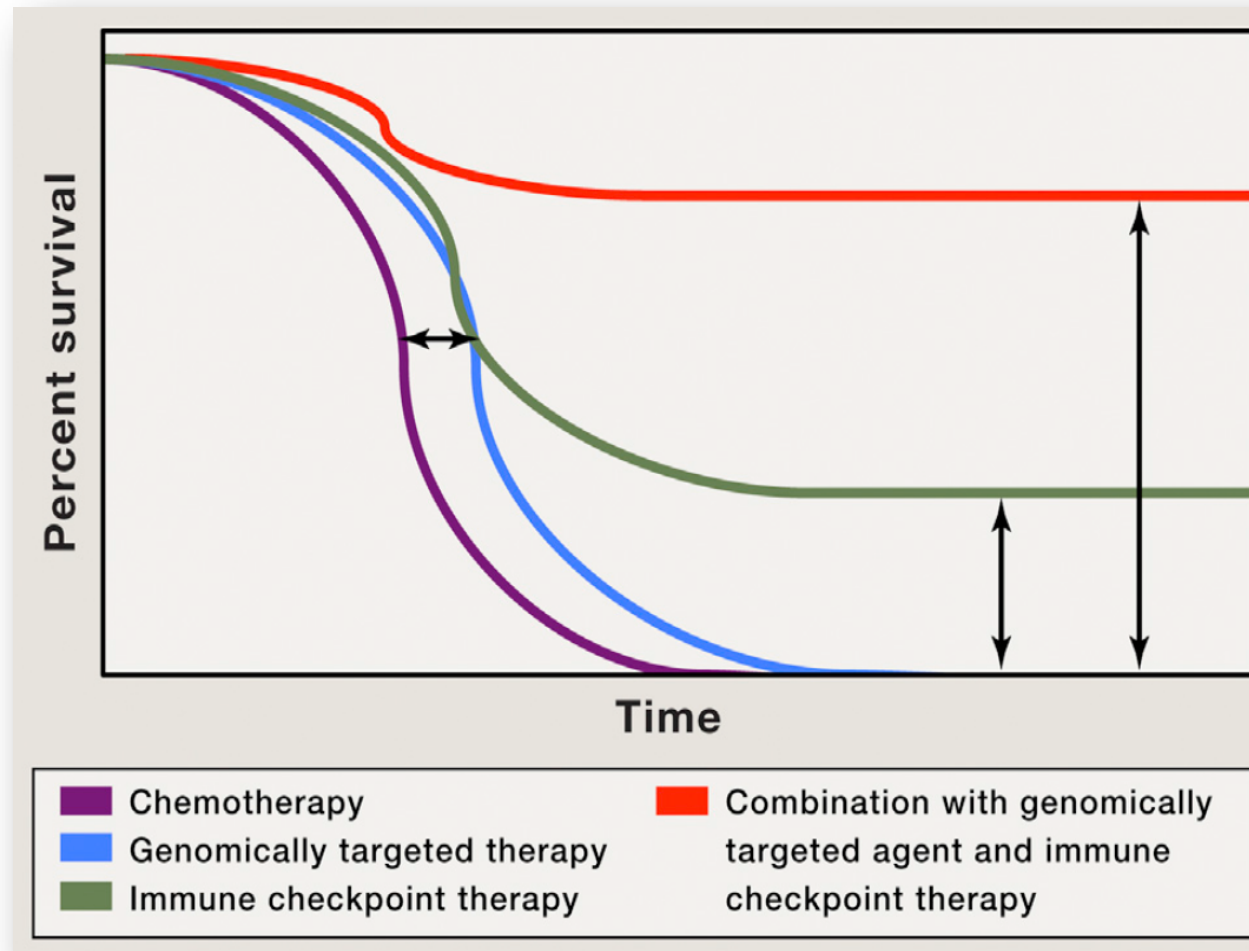 Percent survival
Time
Chemotherapy
Genomically targeted therapy
Immune checkpoint therapy
Combination with genomically
targeted agent and immune
checkpoint therapy